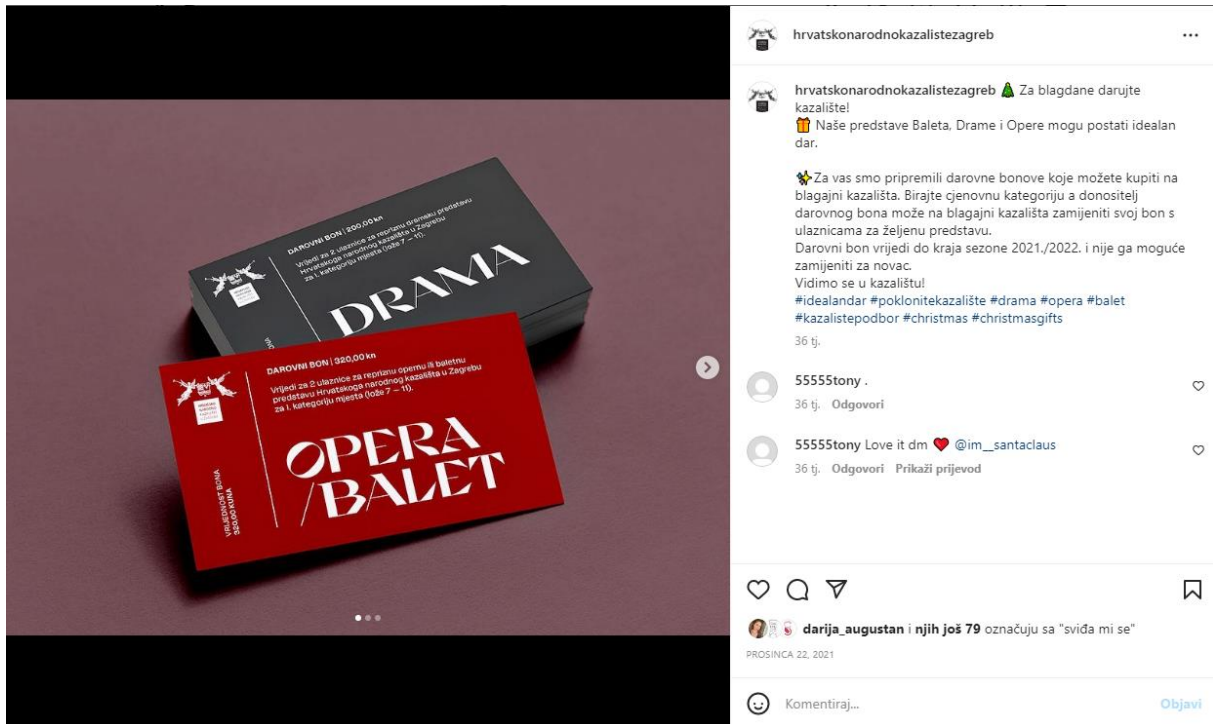 DAROVNI BON | 200,00 kn
Vrijedi za 2 ulaznice za repriznu dramsku predstavu
Hrvatskoga narodnog kazališta u Zagrebu
za I. kategoriju mjesta (lože 7 – 11).
DRAMA
DAROVNI BON | 320,00 kn
Vrijedi za 2 ulaznice za repriznu opernu ili baletnu
predstavu Hrvatskoga narodnog kazališta u Zagrebu
za I. kategoriju mjesta (lože 7 – 11).
OPERA
/BALET
VRIJEDNOST BONA
320,00 KUNA
hrvatskonarodnokazalistezagreb
hrvatskonarodnokazalistezagreb 🎄 Za blagdane darujte
kazalište!
🎁 Naše predstave Baleta, Drame i Opere mogu postati idealan
dar.
✨Za vas smo pripremili darovne bonove koje možete kupiti na
blagajni kazališta. Birajte cjenovnu kategoriju a donositelj
darovnog bona može na blagajni kazališta zamijeniti svoj bon s
ulaznicama za željenu predstavu.
Darovni bon vrijedi do kraja sezone 2021./2022. i nije ga moguće
zamijeniti za novac.
Vidimo se u kazalištu!
#idealandar #poklonitekazalište #drama #opera #balet
#kazalistepodbor #christmas #christmasgifts
36 tj.
55555tony .
36 tj. Odgovori
55555tony Love it dm ❤️ @im__santaclaus
36 tj. Odgovori Prikaži prijevod
darija_augustan i njih još 79 označuju sa "sviđa mi se"
PROSINCA 22, 2021
Komentiraj...
Objavi